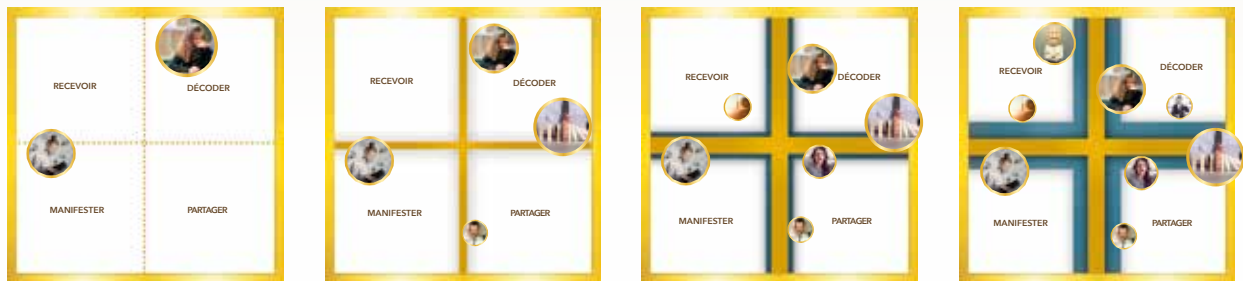 RECEVOIR
DÉCODER
MANIFESTER
PARTAGER
RECEVOIR
DÉCODER
MANIFESTER
PARTAGER
RECEVOIR
DÉCODER
MANIFESTER
PARTAGER
RECEVOIR
DÉCODER
MANIFESTER
PARTAGER